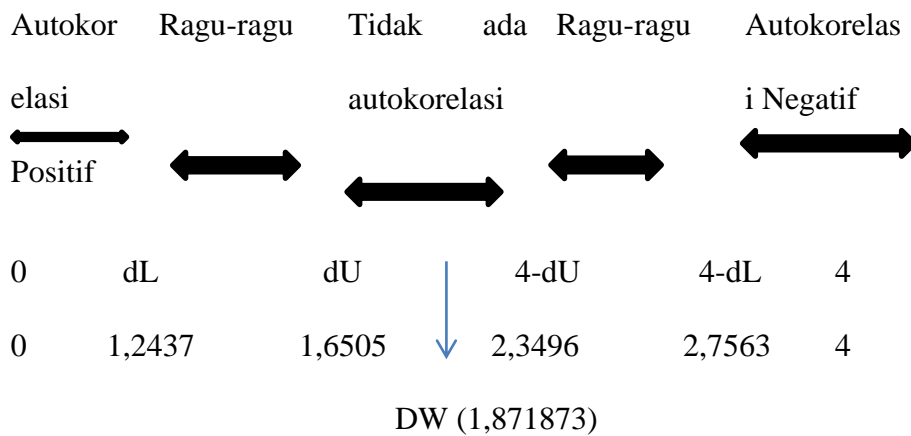 Autokor Ragu-ragu Tidak ada Ragu-ragu Autokorelas
elasi autokorelasi i Negatif
Positif
0 dL dU 4-dU 4-dL 4
0 1,2437 1,6505 2,3496 2,7563 4
DW (1,871873)